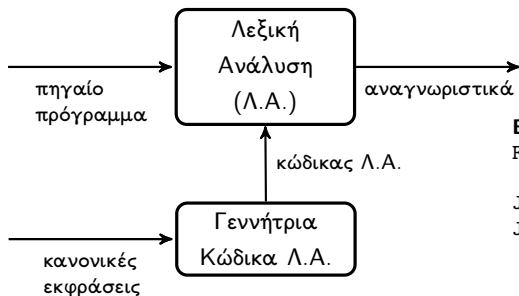 Λεξική
Ανάλυση
(Λ.Α.)
πηγαίο
πρόγραμμα
αναγνωριστικά
κώδικας Λ.Α.
Γεννήτρια
Κώδικα Λ.Α.
κανονικές
εκφράσεις